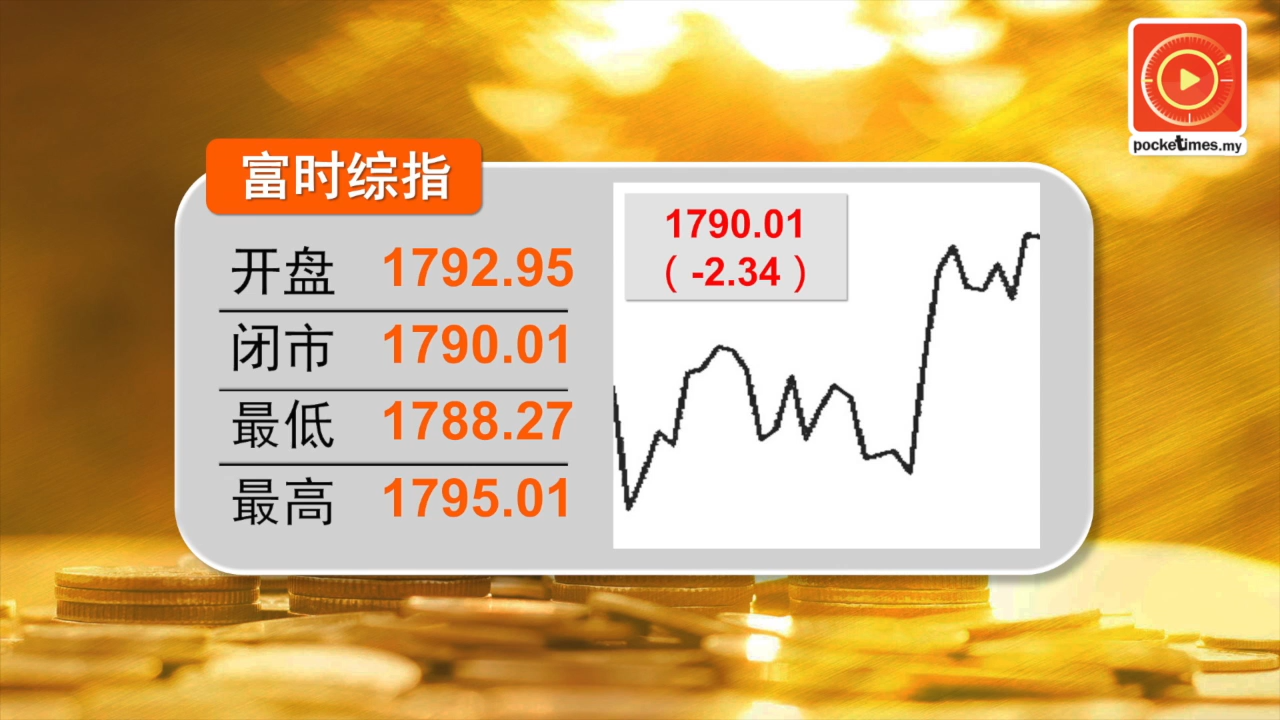 pocketimes.my
富时综指
开盘 1792.95
闭市 1790.01
最低 1788.27
最高 1795.01
1790.01
( -2.34 )